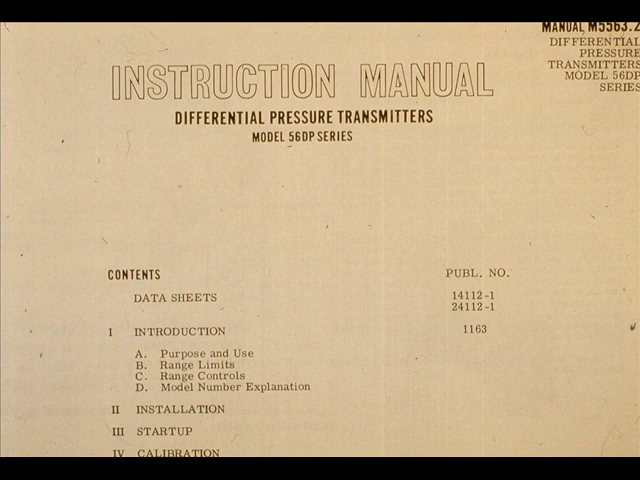 MANUAL M5563.2
DIFFERENTIAL
PRESSURE
TRANSMITTERS
MODEL 56DP
SERIES
INSTRUCTION MANUAL
DIFFERENTIAL PRESSURE TRANSMITTERS
MODEL 56DP SERIES
CONTENTS PUBL. NO.
DATA SHEETS 14112-1
24112-1
I INTRODUCTION 1163
A. Purpose and Use
B. Range Limits
C. Range Controls
D. Model Number Explanation
II INSTALLATION
III STARTUP
IV CALIBRATION